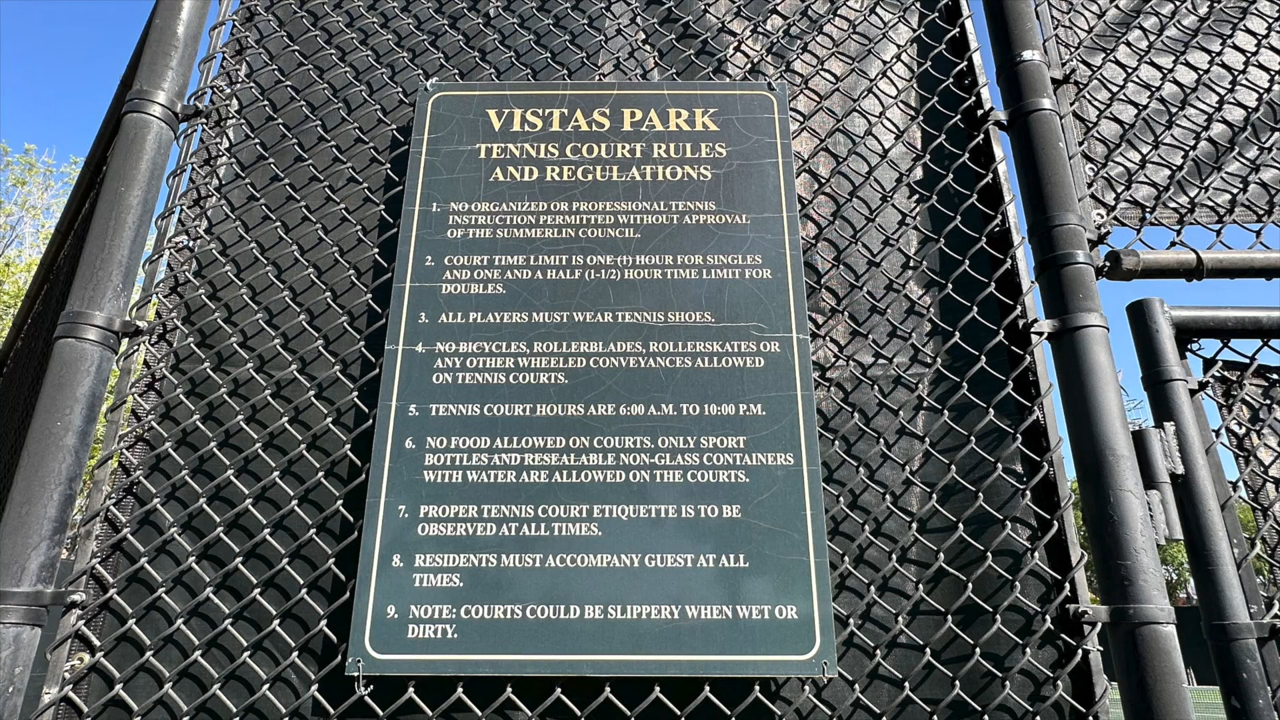 VISTAS PARK
TENNIS COURT RULES
AND REGULATIONS
1. NO ORGANIZED OR PROFESSIONAL TENNIS
INSTRUCTION PERMITTED WITHOUT APPROVAL
OF THE SUMMERLIN COUNCIL.
2. COURT TIME LIMIT IS ONE (1) HOUR FOR SINGLES
AND ONE AND A HALF (1-1/2) HOUR TIME LIMIT FOR
DOUBLES.
3. ALL PLAYERS MUST WEAR TENNIS SHOES.
4. NO BICYCLES, ROLLERBLADES, ROLLERSKATES OR
ANY OTHER WHEELED CONVEYANCES ALLOWED
ON TENNIS COURTS.
5. TENNIS COURT HOURS ARE 6:00 A.M. TO 10:00 P.M.
6. NO FOOD ALLOWED ON COURTS. ONLY SPORT
BOTTLES AND RESEALABLE NON-GLASS CONTAINERS
WITH WATER ARE ALLOWED ON THE COURTS.
7. PROPER TENNIS COURT ETIQUETTE IS TO BE
OBSERVED AT ALL TIMES.
8. RESIDENTS MUST ACCOMPANY GUEST AT ALL
TIMES.
9. NOTE: COURTS COULD BE SLIPPERY WHEN WET OR
DIRTY.